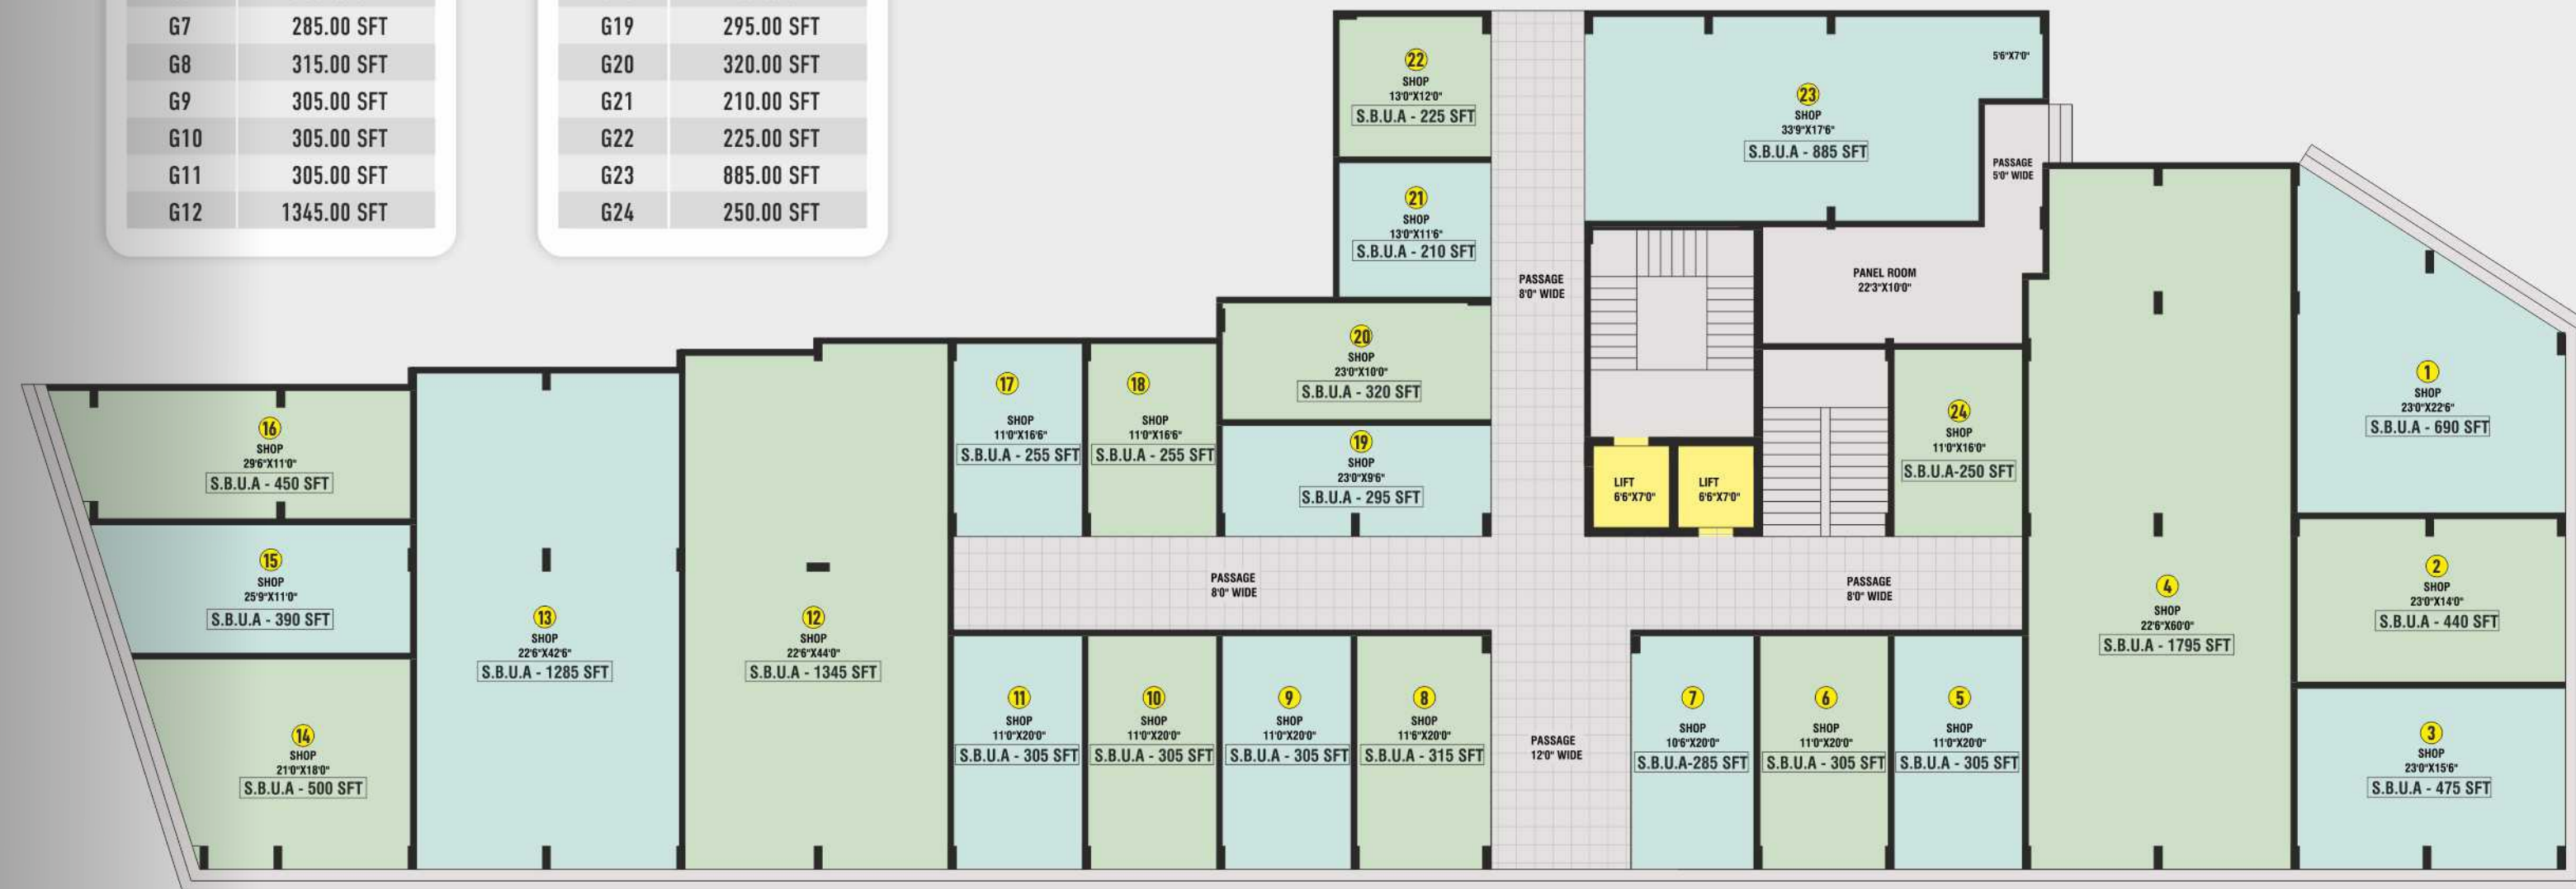 G7 285.00 SFT
G8 315.00 SFT
G9 305.00 SFT
G10 305.00 SFT
G11 305.00 SFT
G12 1345.00 SFT
G19 295.00 SFT
G20 320.00 SFT
G21 210.00 SFT
G22 225.00 SFT
G23 885.00 SFT
G24 250.00 SFT
22
SHOP
13'0"X12'0"
S.B.U.A - 225 SFT
21
SHOP
13'0"X11'6"
S.B.U.A - 210 SFT
PASSAGE
8'0" WIDE
23
SHOP
33'9"X17'6"
S.B.U.A - 885 SFT
5'6"X7'0"
PASSAGE
5'0" WIDE
PANEL ROOM
22'3"X10'0"
20
SHOP
23'0"X10'0"
S.B.U.A - 320 SFT
19
SHOP
23'0"X9'6"
S.B.U.A - 295 SFT
17
SHOP
11'0"X16'6"
S.B.U.A - 255 SFT
18
SHOP
11'0"X16'6"
S.B.U.A - 255 SFT
16
SHOP
29'6"X11'0"
S.B.U.A - 450 SFT
15
SHOP
25'9"X11'0"
S.B.U.A - 390 SFT
14
SHOP
21'0"X18'0"
S.B.U.A - 500 SFT
13
SHOP
22'6"X42'6"
S.B.U.A - 1285 SFT
12
SHOP
22'6"X44'0"
S.B.U.A - 1345 SFT
LIFT
6'6"X7'0"
LIFT
6'6"X7'0"
24
SHOP
11'0"X16'0"
S.B.U.A-250 SFT
PASSAGE
8'0" WIDE
PASSAGE
8'0" WIDE
11
SHOP
11'0"X20'0"
S.B.U.A - 305 SFT
10
SHOP
11'0"X20'0"
S.B.U.A - 305 SFT
9
SHOP
11'0"X20'0"
S.B.U.A - 305 SFT
8
SHOP
11'6"X20'0"
S.B.U.A - 315 SFT
PASSAGE
12'0" WIDE
7
SHOP
10'6"X20'0"
S.B.U.A-285 SFT
6
SHOP
11'0"X20'0"
S.B.U.A - 305 SFT
5
SHOP
11'0"X20'0"
S.B.U.A - 305 SFT
4
SHOP
22'6"X60'0"
S.B.U.A - 1795 SFT
1
SHOP
23'0"X22'6"
S.B.U.A - 690 SFT
2
SHOP
23'0"X14'0"
S.B.U.A - 440 SFT
3
SHOP
23'0"X15'6"
S.B.U.A - 475 SFT